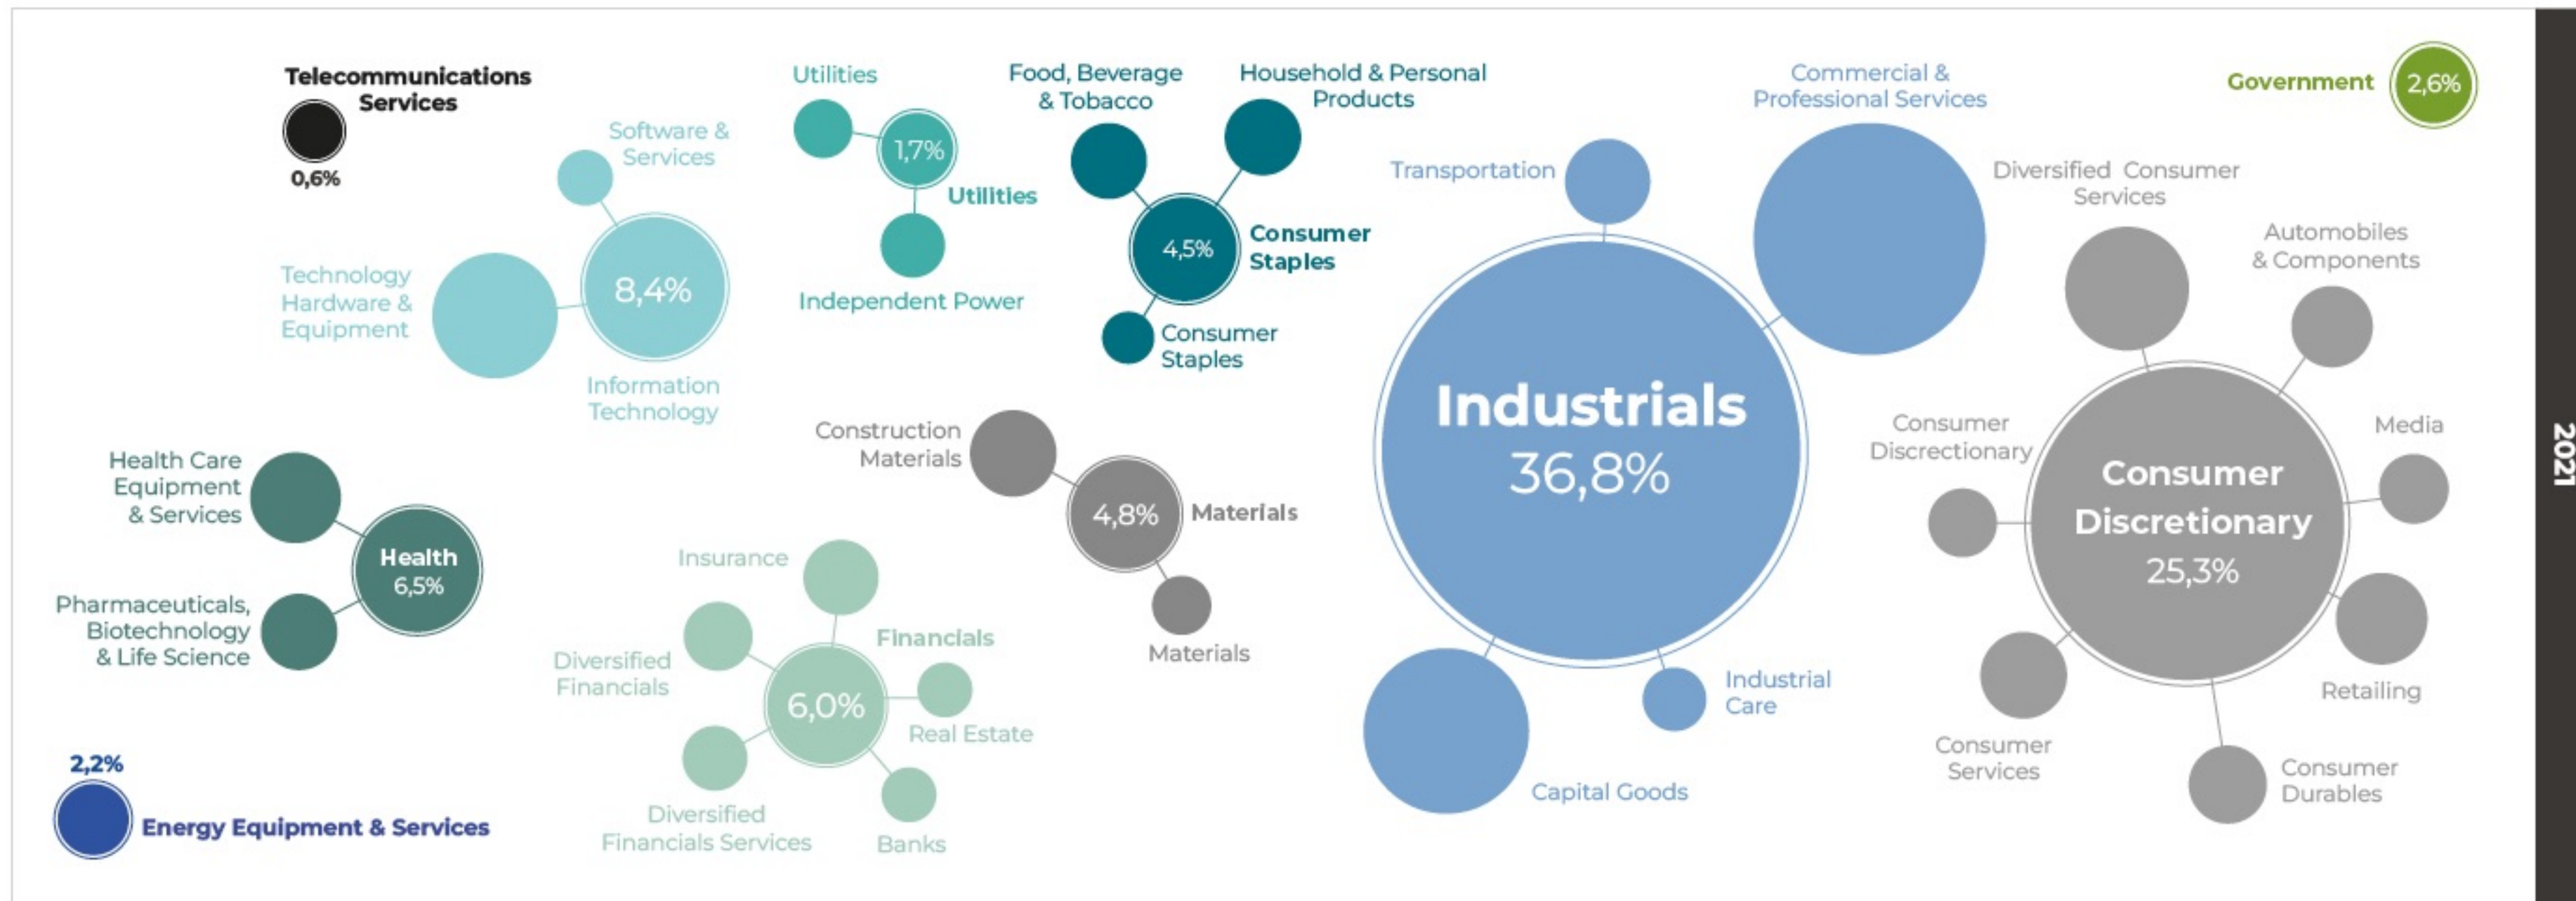 Telecommunications
Services
0,6%
Software &
Services
Technology
Hardware &
Equipment
8,4%
Information
Technology
Utilities
1,7%
Utilities
Independent Power
Food, Beverage
& Tobacco
Household & Personal
Products
4,5%
Consumer
Staples
Consumer
Staples
Transportation
Commercial &
Professional Services
Industrials
36,8%
Industrial
Care
Capital Goods
Government
2,6%
Diversified Consumer
Services
Automobiles
& Components
Consumer
Discrectionary
Media
Consumer
Discretionary
25,3%
Retailing
Consumer
Services
Consumer
Durables
Health Care
Equipment
& Services
Health
6,5%
Pharmaceuticals,
Biotechnology
& Life Science
Construction
Materials
4,8%
Materials
Materials
Insurance
Financials
Diversified
Financials
6,0%
Real Estate
Diversified
Financials Services
Banks
2,2%
Energy Equipment & Services
2021